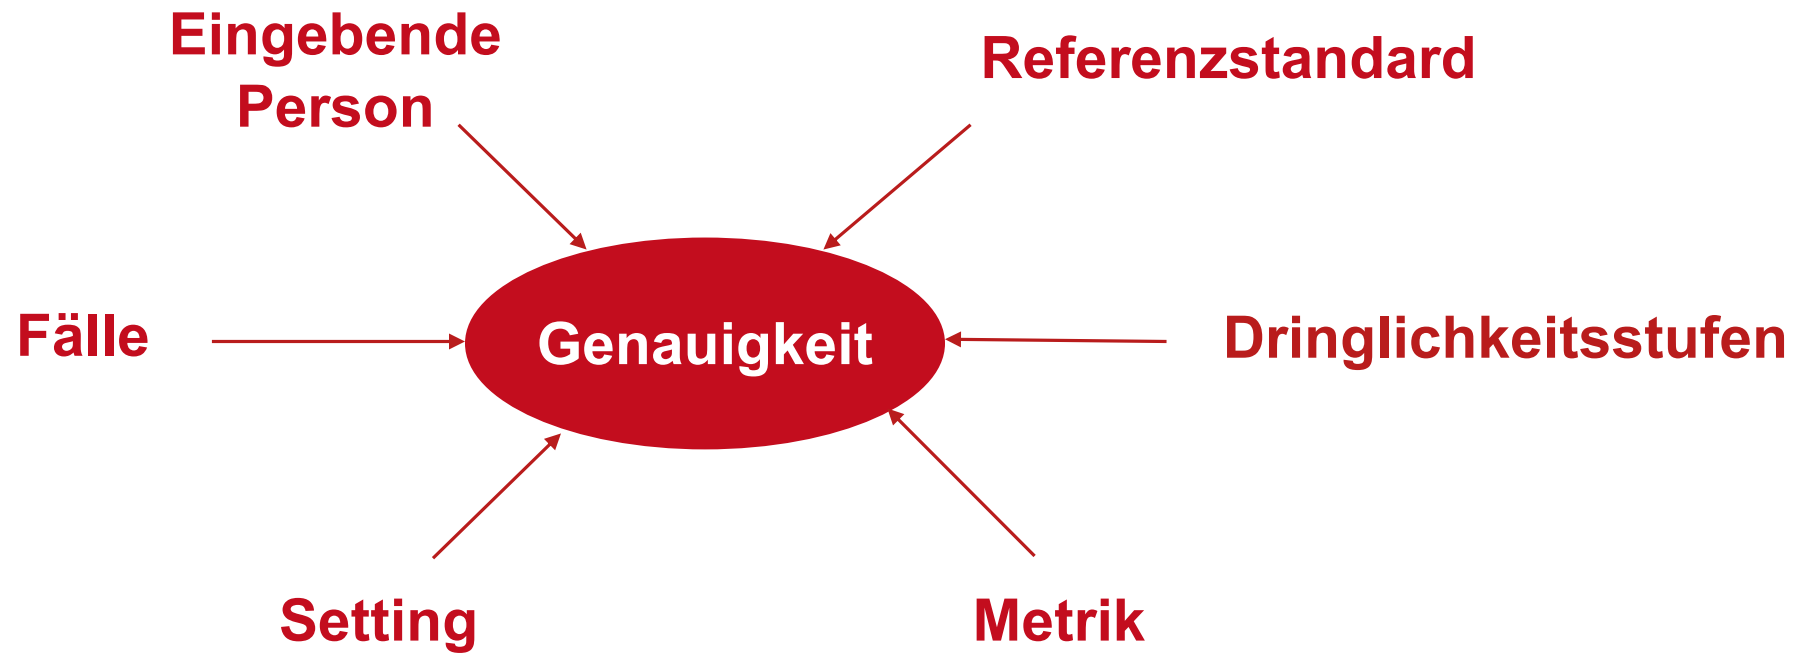 Eingebende
Person
Referenzstandard
Fälle
Genauigkeit
Dringlichkeitsstufen
Setting
Metrik